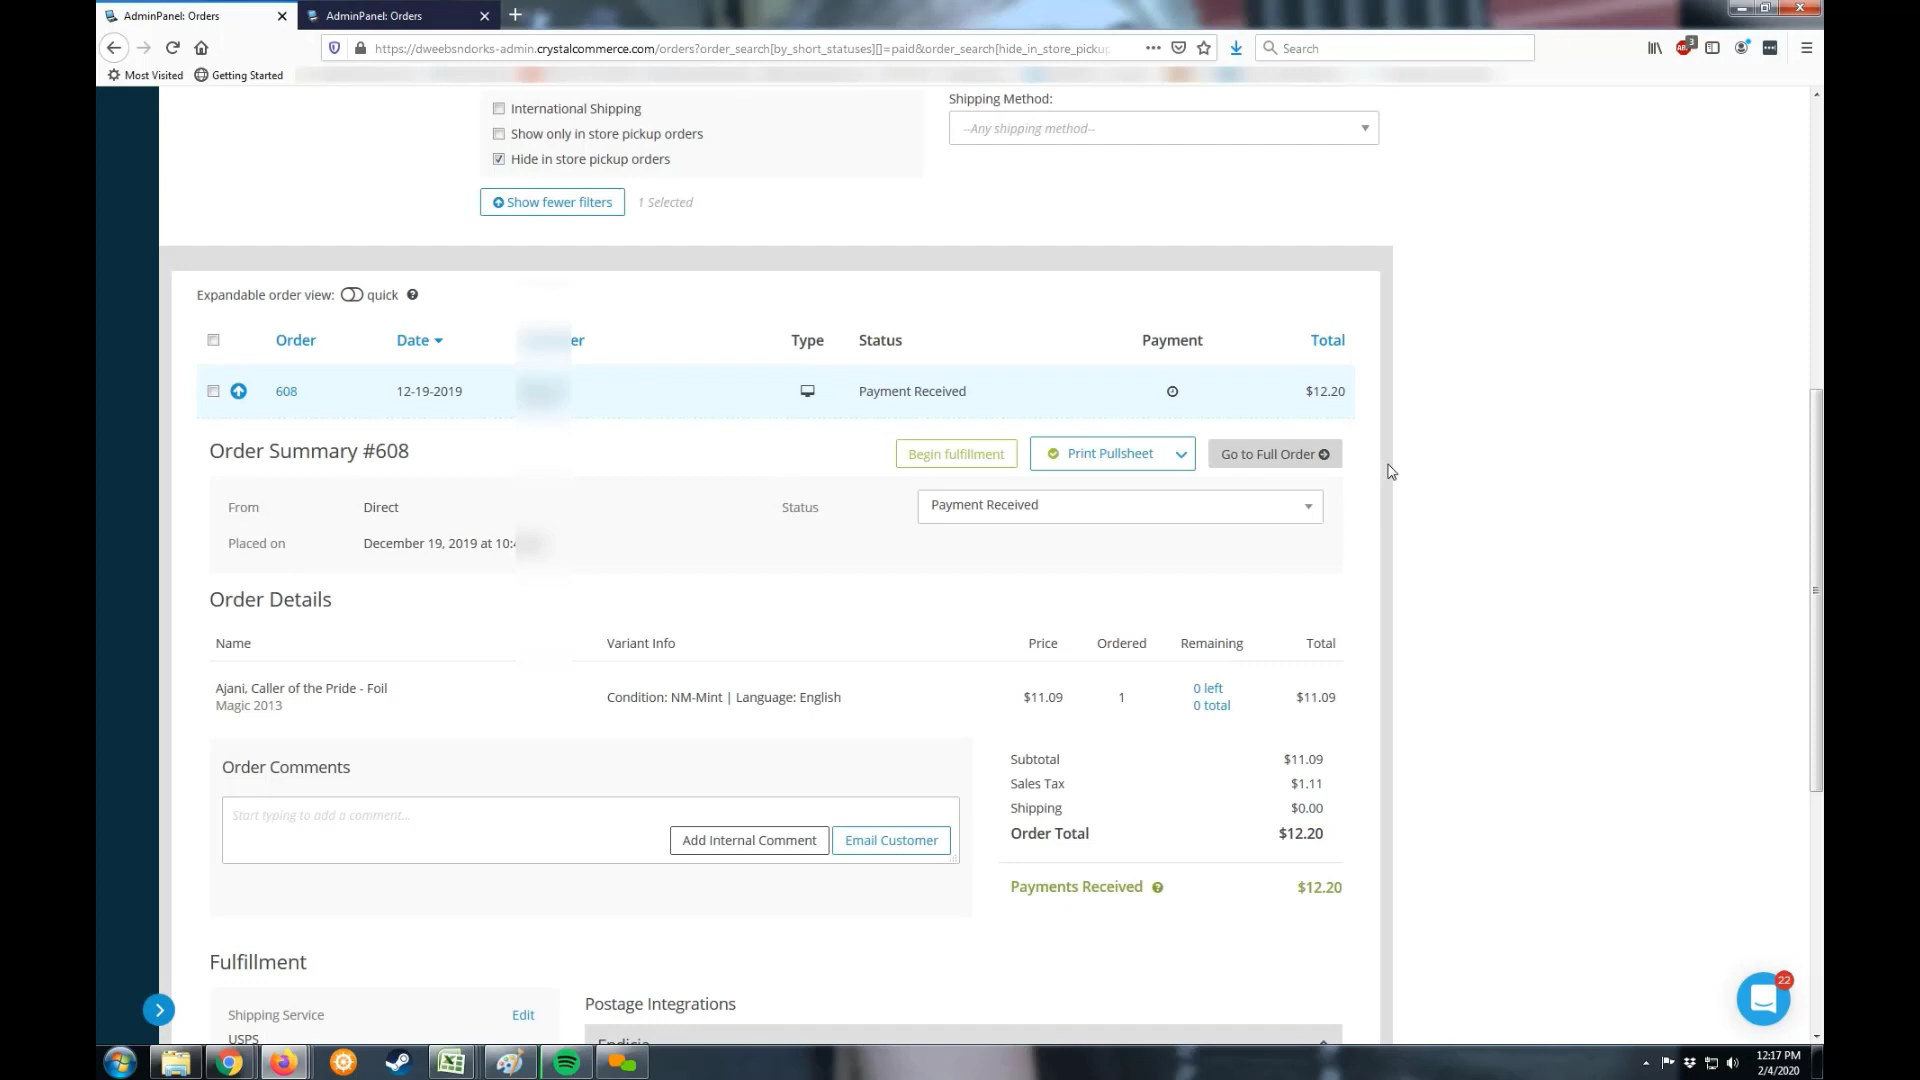 AdminPanel: Orders
AdminPanel: Orders
https://dweebsndorks-admin.crystalcommerce.com/orders?order_search[by_short_statuses][]=paid&order_search[hide_in_store_pickup
Search
3
Most Visited
Getting Started
International Shipping
Show only in store pickup orders
Hide in store pickup orders
Shipping Method:
--Any shipping method--
Show fewer filters
1 Selected
Expandable order view:
quick
Order
Date
er
Type
Status
Payment
Total
608
12-19-2019
Payment Received
$12.20
Order Summary #608
Begin fulfillment
Print Pullsheet
Go to Full Order
From
Direct
Status
Payment Received
Placed on
December 19, 2019 at 10:4
Order Details
Name
Variant Info
Price
Ordered
Remaining
Total
Ajani, Caller of the Pride - Foil
Magic 2013
Condition: NM-Mint | Language: English
$11.09
1
0 left
0 total
$11.09
Order Comments
Start typing to add a comment...
Add Internal Comment
Email Customer
Subtotal
$11.09
Sales Tax
$1.11
Shipping
$0.00
Order Total
$12.20
Payments Received
$12.20
Fulfillment
Shipping Service
Edit
USPS
Postage Integrations
Endicia
22
12:17 PM
2/4/2020